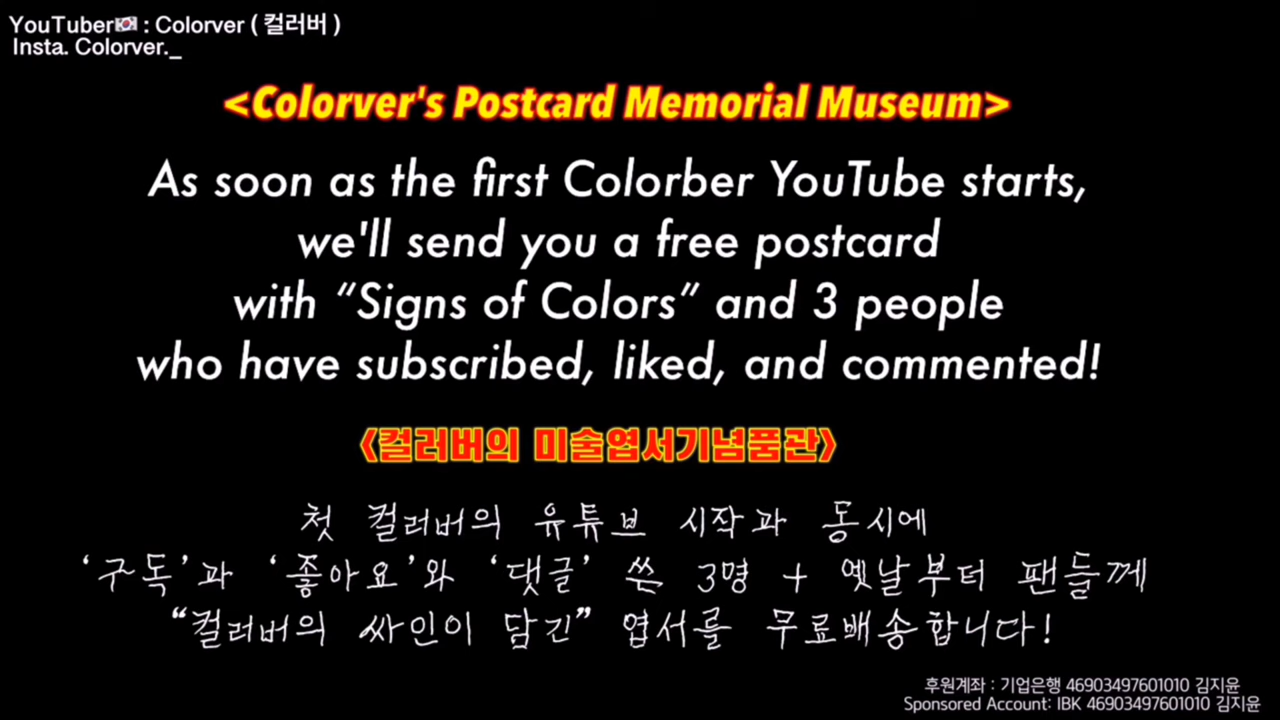 YouTuber🇰🇷 : Colorver ( 컬러버 )
Insta. Colorver._
<Colorver's Postcard Memorial Museum>
As soon as the first Colorber YouTube starts,
we'll send you a free postcard
with “Signs of Colors” and 3 people
who have subscribed, liked, and commented!
<컬러버의 미술엽서기념품관>
첫 컬러버의 유튜브 시작과 동시에
‘구독’과 ‘좋아요’와 ‘댓글’ 쓴 3명 + 옛날부터 팬들께
“컬러버의 싸인이 담긴” 엽서를 무료배송합니다!
후원계좌 : 기업은행 46903497601010 김지윤
Sponsored Account: IBK 46903497601010 김지윤